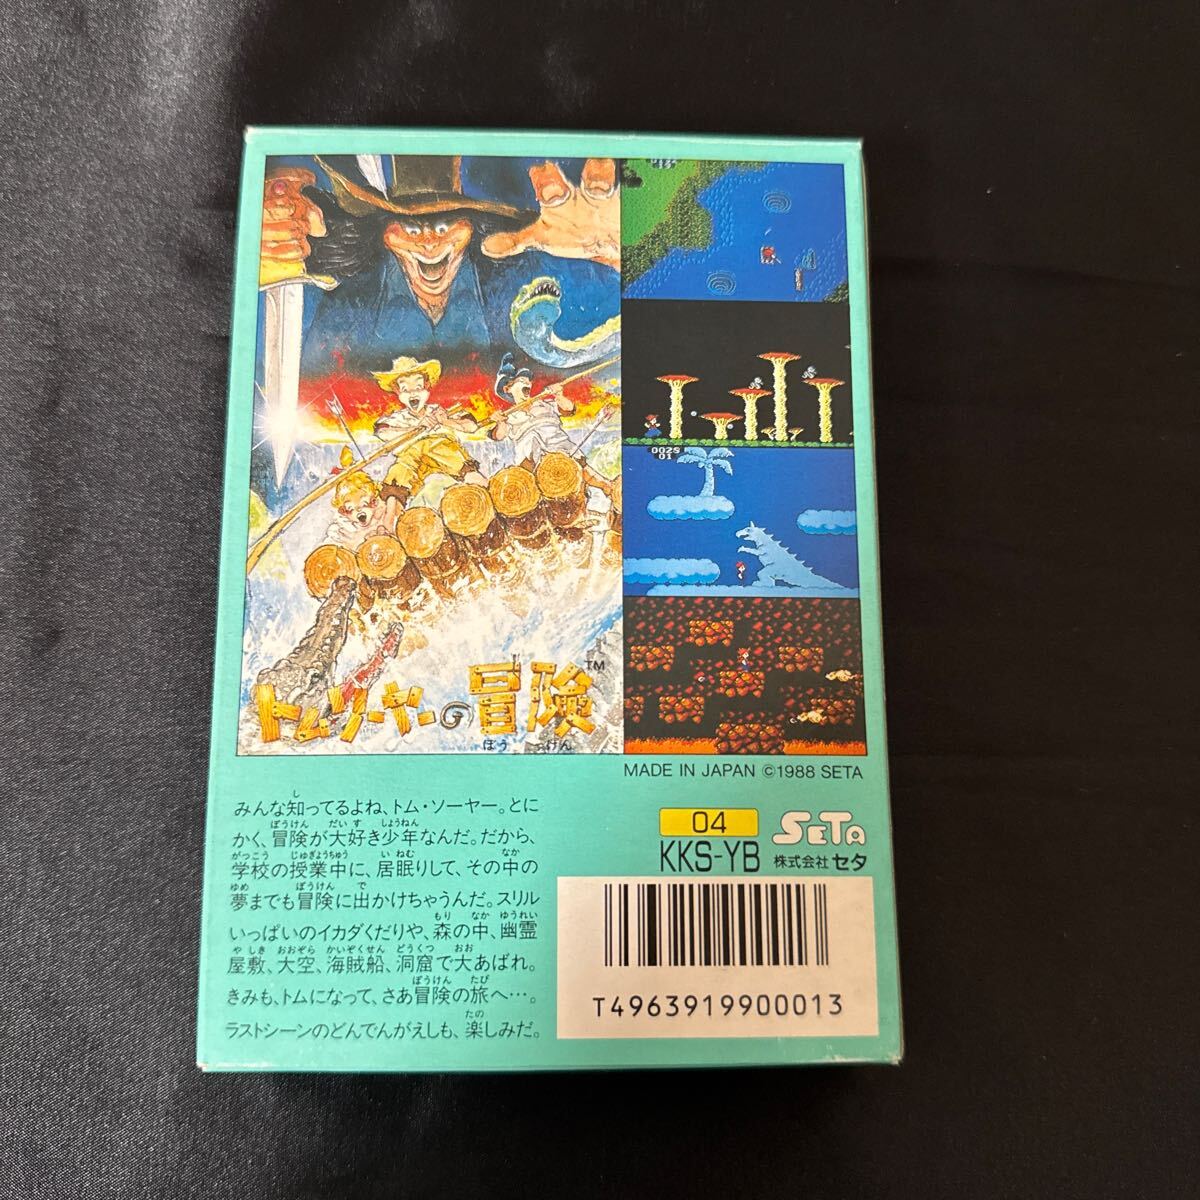 0028
01
トム・ソーヤーの冒険™
ぼう けん
MADE IN JAPAN ©1988 SETA
みんな知ってるよね、トム・ソーヤー。とに
かく、冒険が大好き少年なんだ。だから、
学校の授業中に、居眠りして、その中の
夢までも冒険に出かけちゃうんだ。スリル
いっぱいのイカダくだりや、森の中、幽霊
屋敷、大空、海賊船、洞窟で大あばれ。
きみも、トムになって、さあ冒険の旅へ…。
ラストシーンのどんでんがえしも、楽しみだ。
04
KKS-YB
SETA
株式会社セタ
T4963919900013